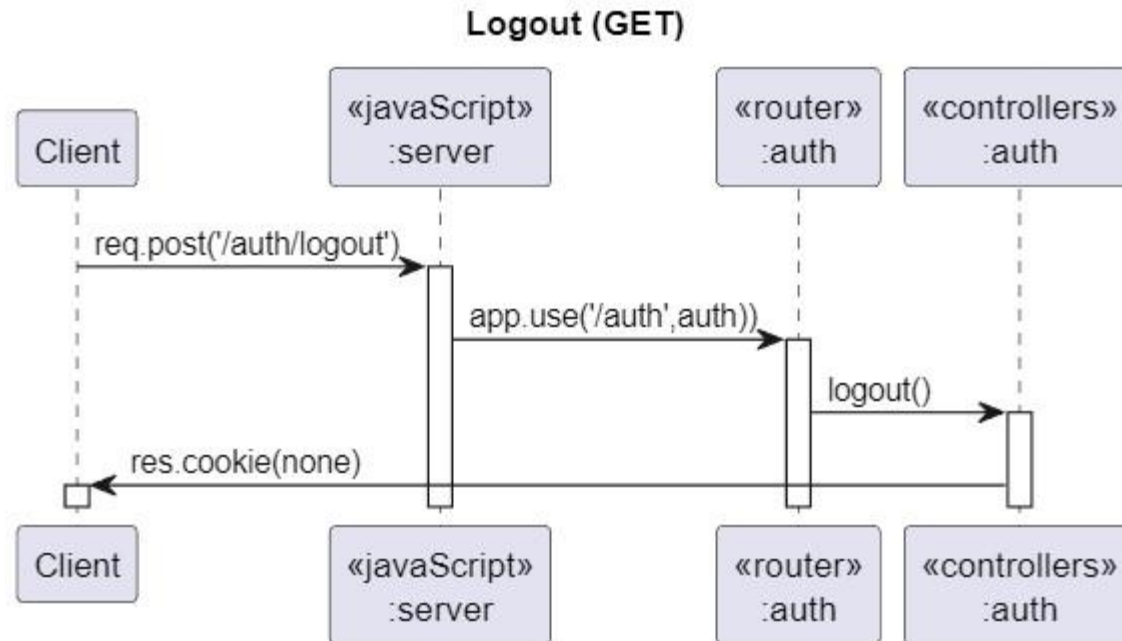 Logout (GET)
Client
«javaScript»
:server
«router»
:auth
«controllers»
:auth
req.post('/auth/logout')
app.use('/auth',auth))
logout()
res.cookie(none)
Client
«javaScript»
:server
«router»
:auth
«controllers»
:auth